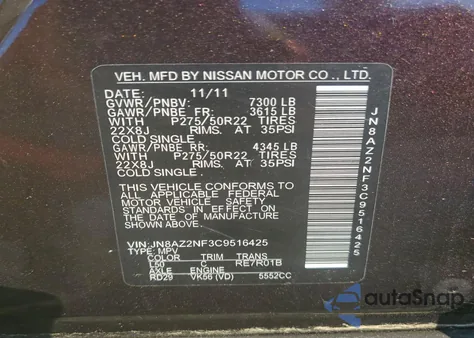 VEH. MFD BY NISSAN MOTOR CO., LTD.
DATE: 11/11
GVWR/PNBV: 7300 LB
GAWR/PNBE FR: 3615 LB
WITH P275/50R22 TIRES
22X8J RIMS. AT 35PSI
COLD SINGLE
GAWR/PNBE RR: 4345 LB
WITH P275/50R22 TIRES
22X8J RIMS. AT 35PSI
COLD SINGLE.
THIS VEHICLE CONFORMS TO
ALL APPLICABLE FEDERAL
MOTOR VEHICLE SAFETY
STANDARDS IN EFFECT ON THE
DATE OF MANUFACTURE SHOWN
ABOVE.
VIN:JN8AZ2NF3C9516425
TYPE: MPV
COLOR TRIM TRANS
L50 C RE7R01B
AXLE ENGINE
RD29 VK56 (VD) 5552CC
JN8AZ2NF3C9516425
autoSnap